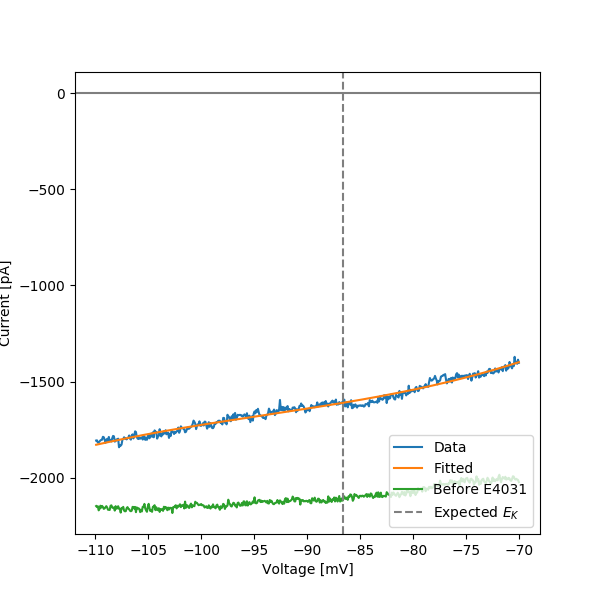 0
−500
−1000
−1500
−2000
Current [pA]
−110 −105 −100 −95 −90 −85 −80 −75 −70
Voltage [mV]
Data
Fitted
Before E4031
Expected E_K